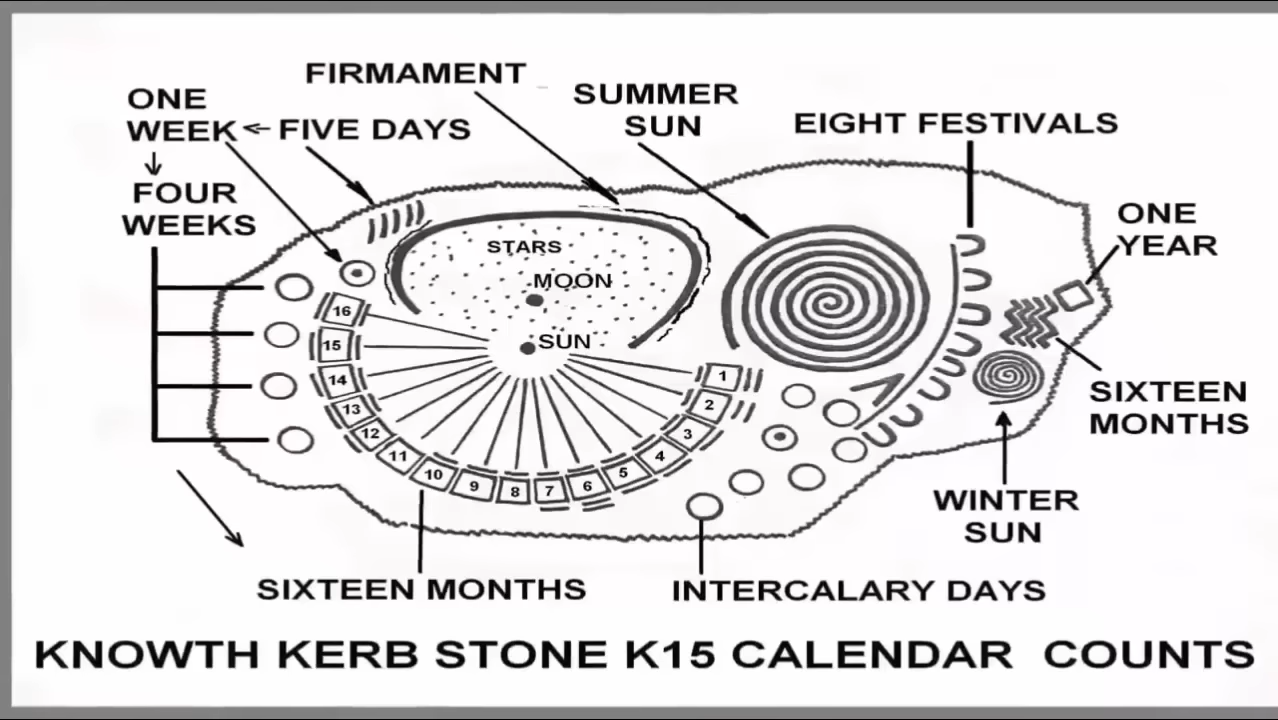 FIRMAMENT
ONE
WEEK
FIVE DAYS
FOUR
WEEKS
SUMMER
SUN
EIGHT FESTIVALS
ONE
YEAR
STARS
MOON
SUN
16
15
14
13
12
11
10
9
8
7
6
5
4
3
2
1
SIXTEEN
MONTHS
WINTER
SUN
SIXTEEN MONTHS
INTERCALARY DAYS
KNOWTH KERB STONE K15 CALENDAR COUNTS